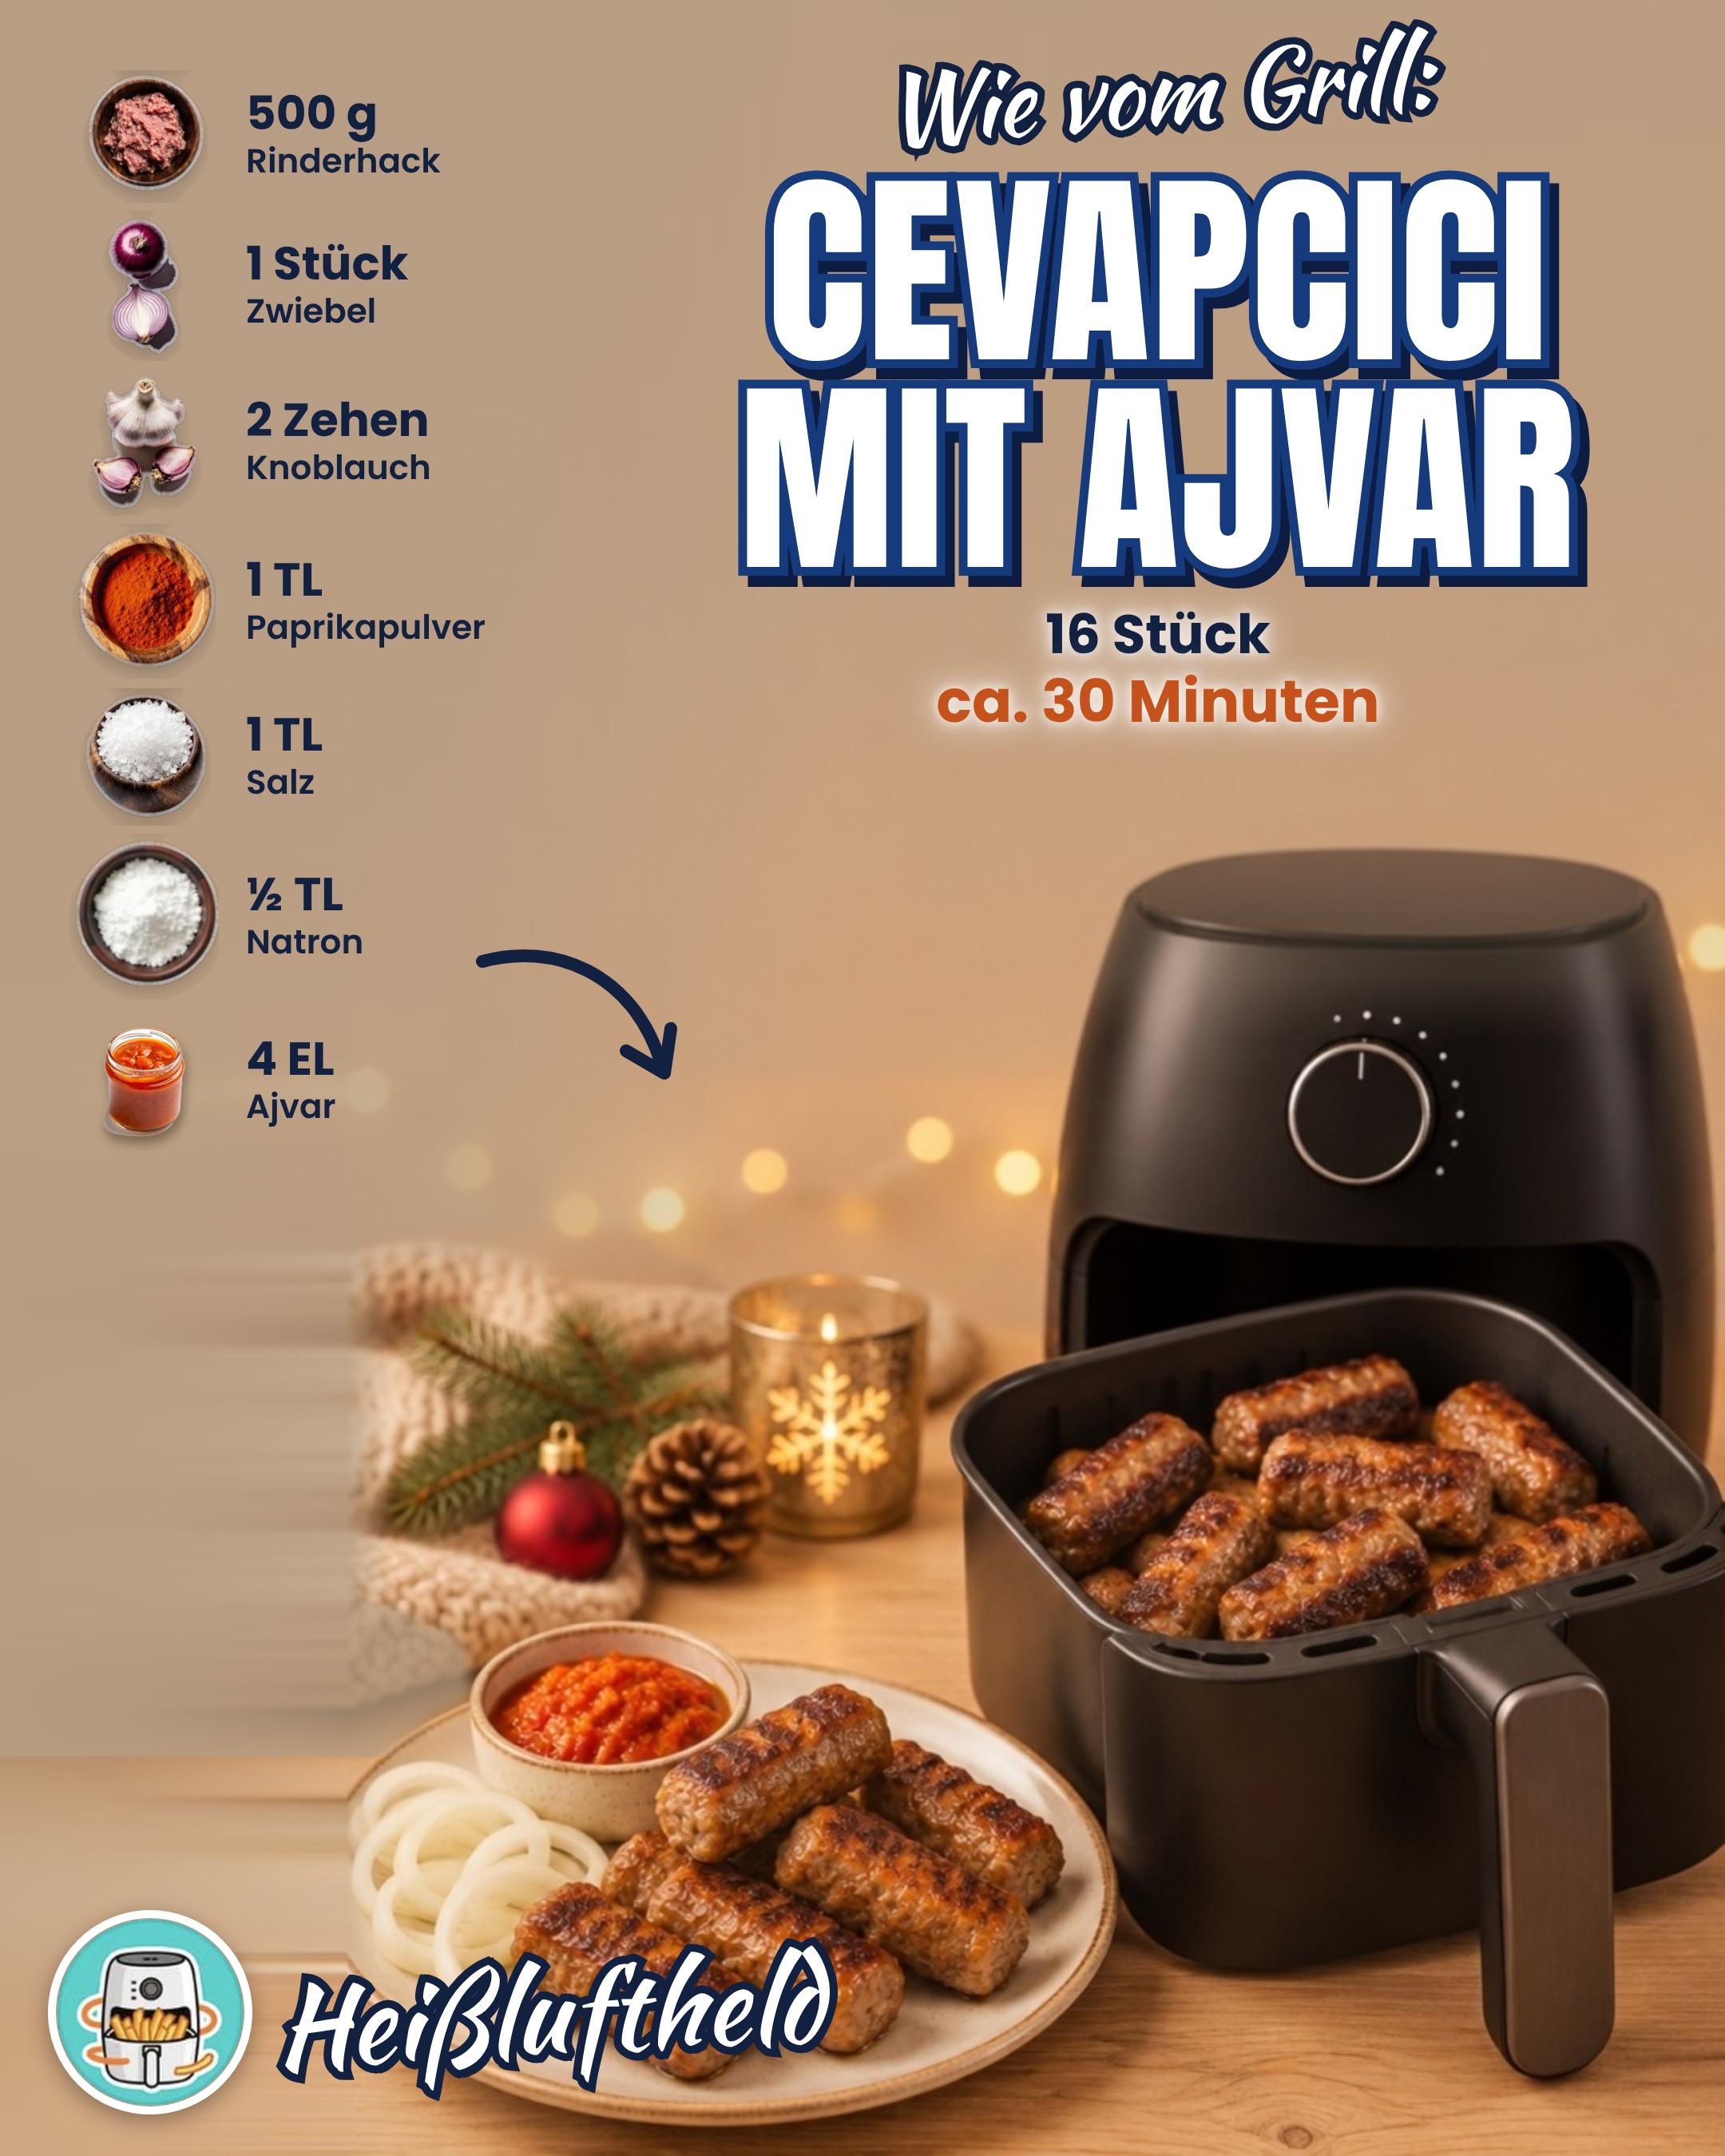 Wie vom Grill:
CEVAPCICI
MIT AJVAR
16 Stück
ca. 30 Minuten
500 g
Rinderhack
1 Stück
Zwiebel
2 Zehen
Knoblauch
1 TL
Paprikapulver
1 TL
Salz
½ TL
Natron
4 EL
Ajvar
Heißluftheld